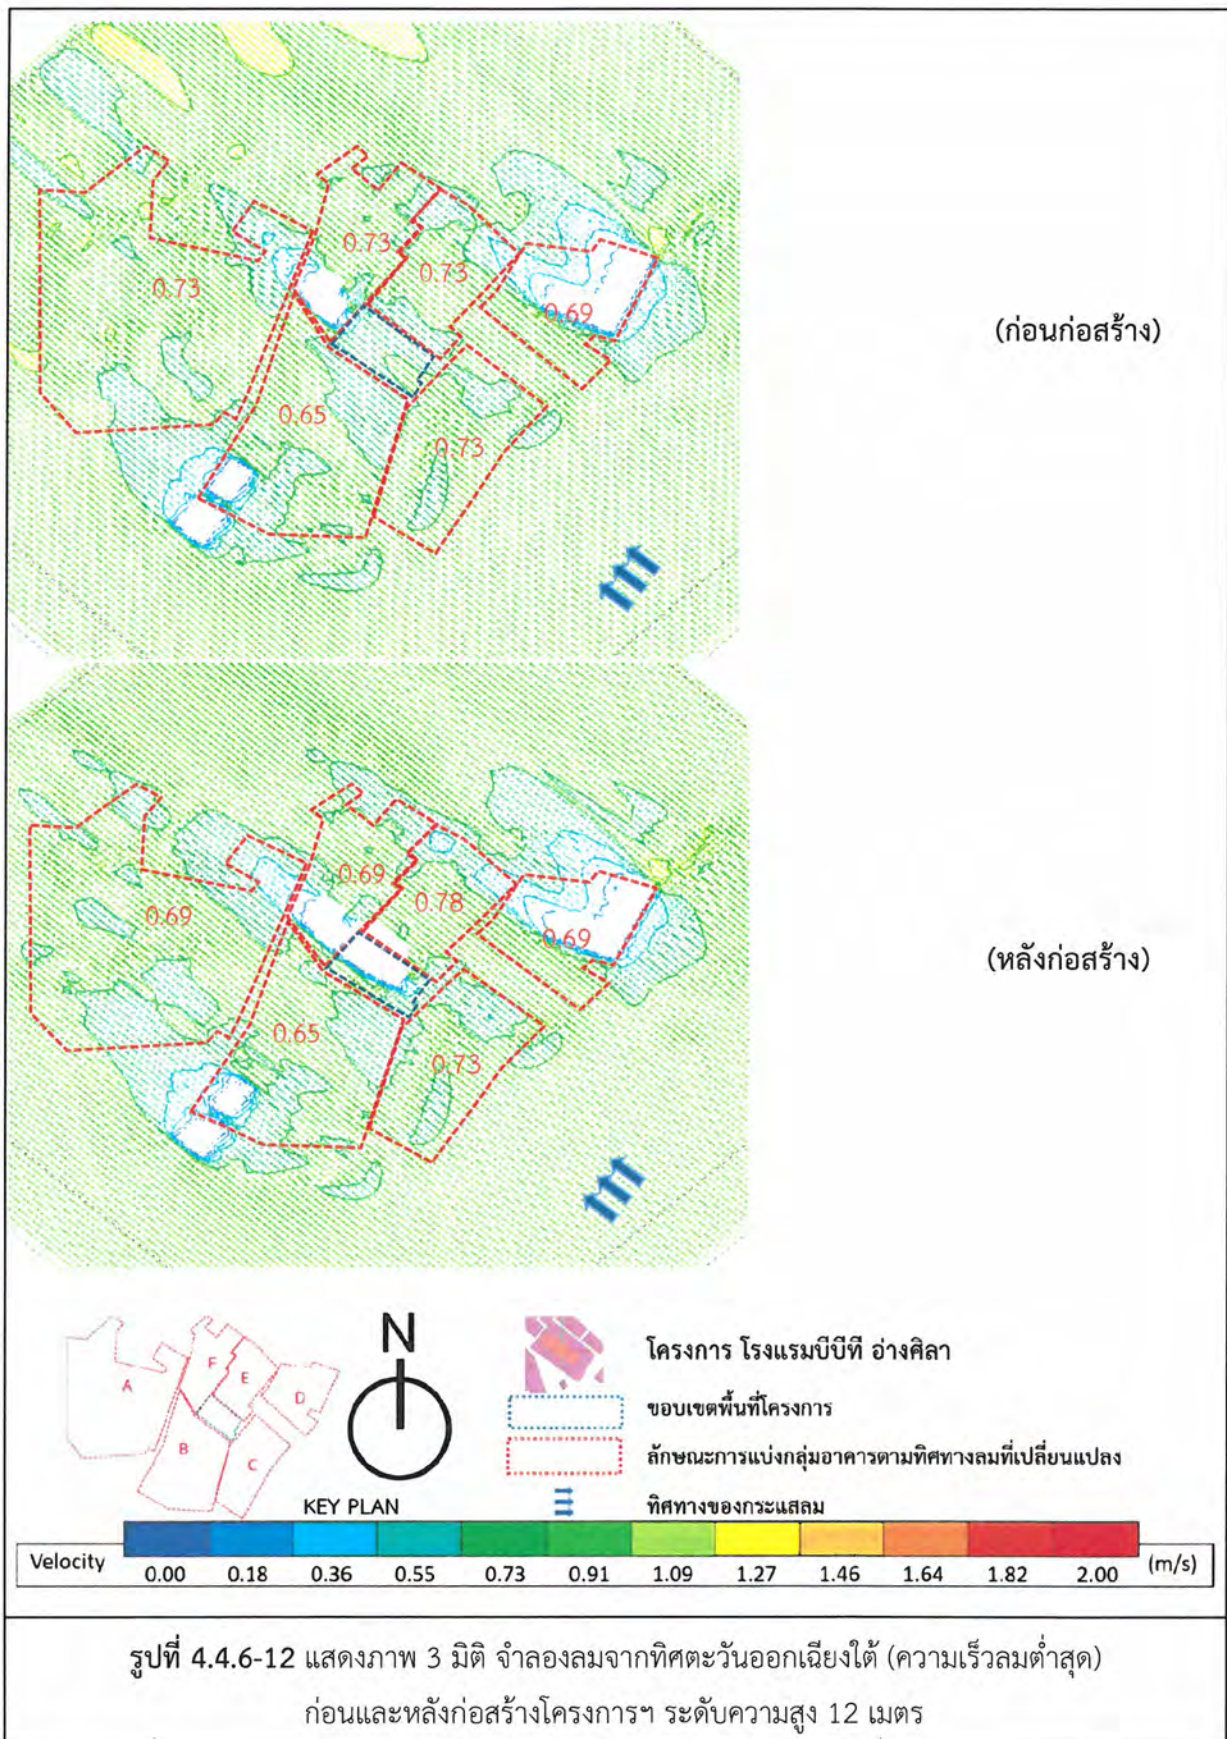 0.73
0.73
0.73
0.69
0.65
0.73
(ก่อนก่อสร้าง)
0.69
0.69
0.78
0.69
0.65
0.73
(หลังก่อสร้าง)
A
F
E
D
B
C
KEY PLAN
N
โครงการ โรงแรมบีบีที อ่างศิลา
ขอบเขตพื้นที่โครงการ
ลักษณะการแบ่งกลุ่มอาคารตามทิศทางลมที่เปลี่ยนแปลง
ทิศทางของกระแสลม
Velocity 0.00 0.18 0.36 0.55 0.73 0.91 1.09 1.27 1.46 1.64 1.82 2.00 (m/s)
รูปที่ 4.4.6-12 แสดงภาพ 3 มิติ จำลองลมจากทิศตะวันออกเฉียงใต้ (ความเร็วลมต่ำสุด)
ก่อนและหลังก่อสร้างโครงการฯ ระดับความสูง 12 เมตร